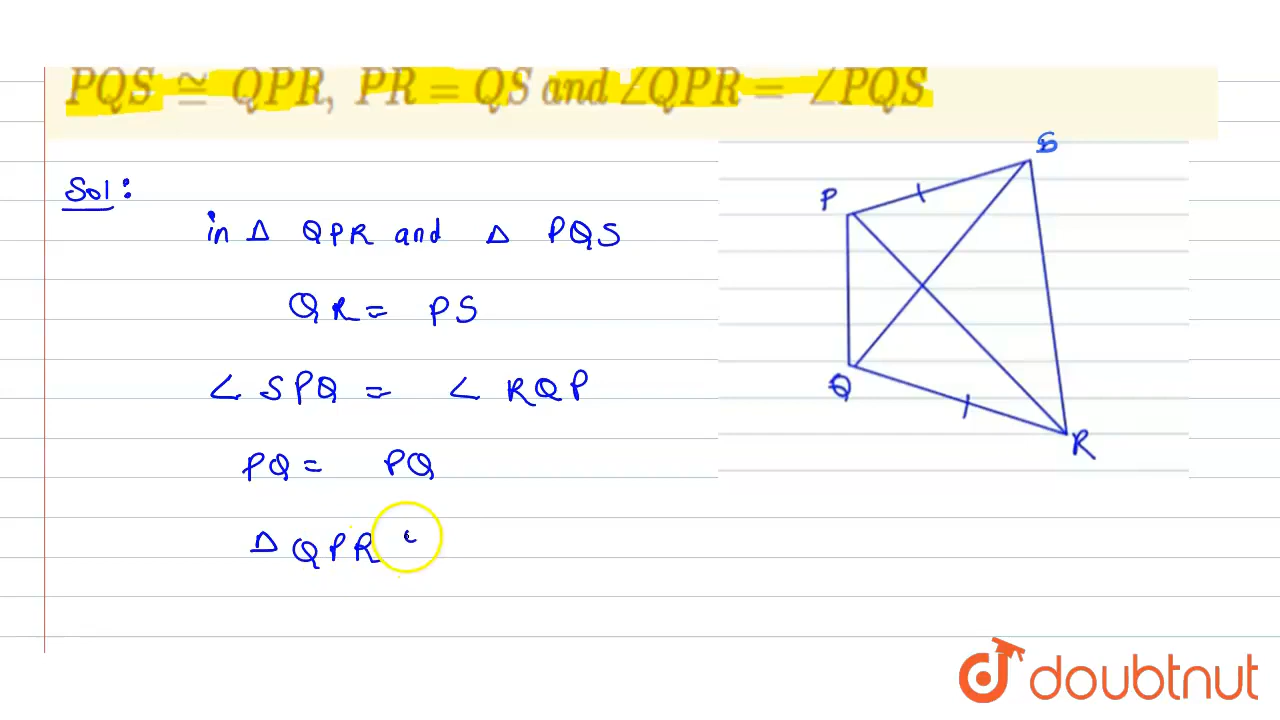 PQS ≅ QPR, PR = QS and ∠QPR = ∠PQS
Sol:
in Δ QPR and Δ PQS
QR = PS
∠ SPQ = ∠ RQP
PQ = PQ
Δ QPR
S
P
Q
R
doubtnut